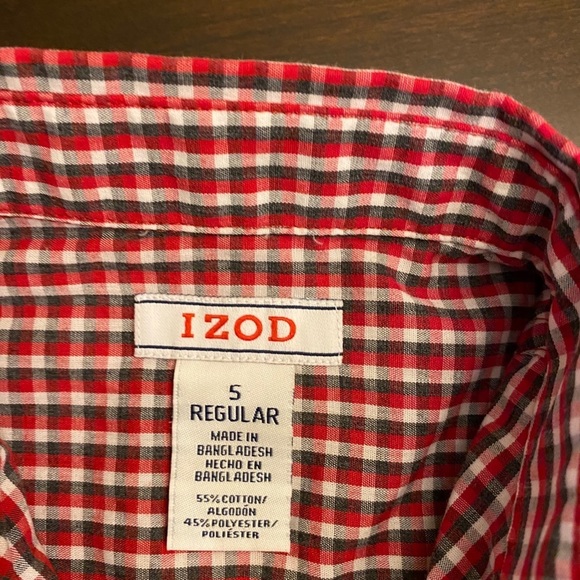 IZOD
5
REGULAR
MADE IN
BANGLADESH
HECHO EN
BANGLADESH
55% COTTON/
ALGODÓN
45% POLYESTER/
POLIÉSTER